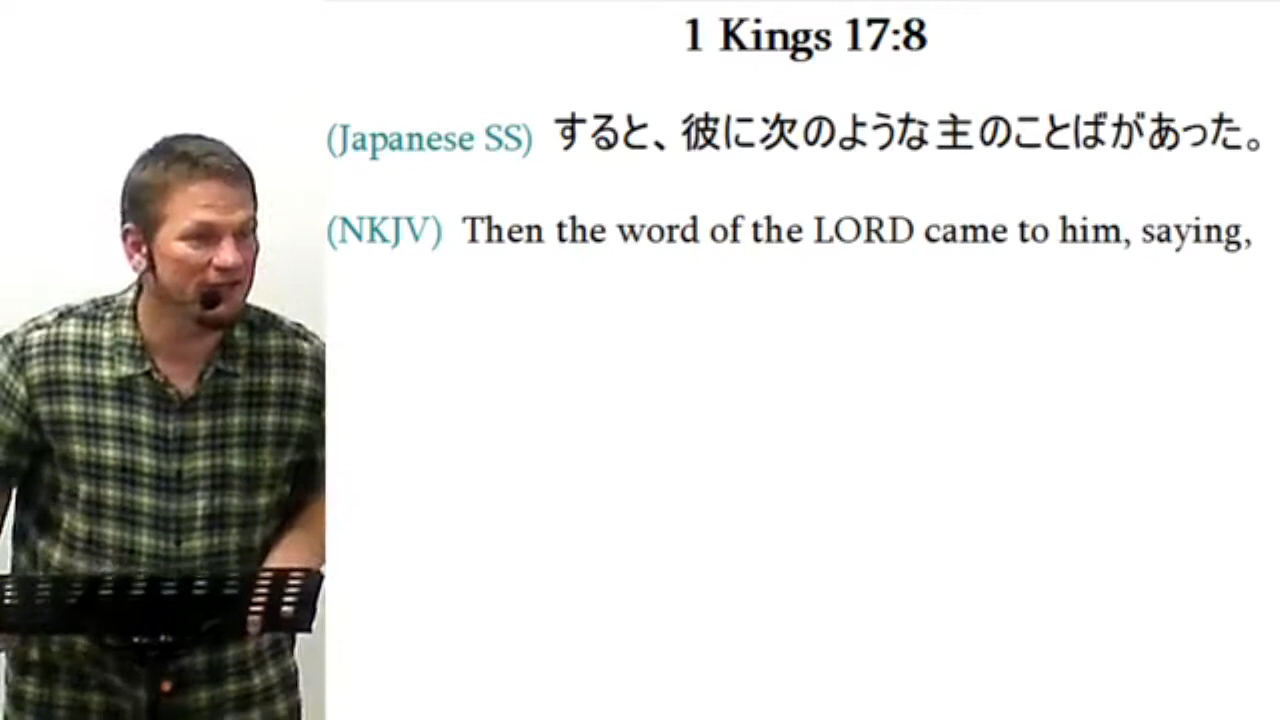 1 Kings 17:8
(Japanese SS) すると、彼に次のような主のことばがあった。
(NKJV) Then the word of the LORD came to him, saying,